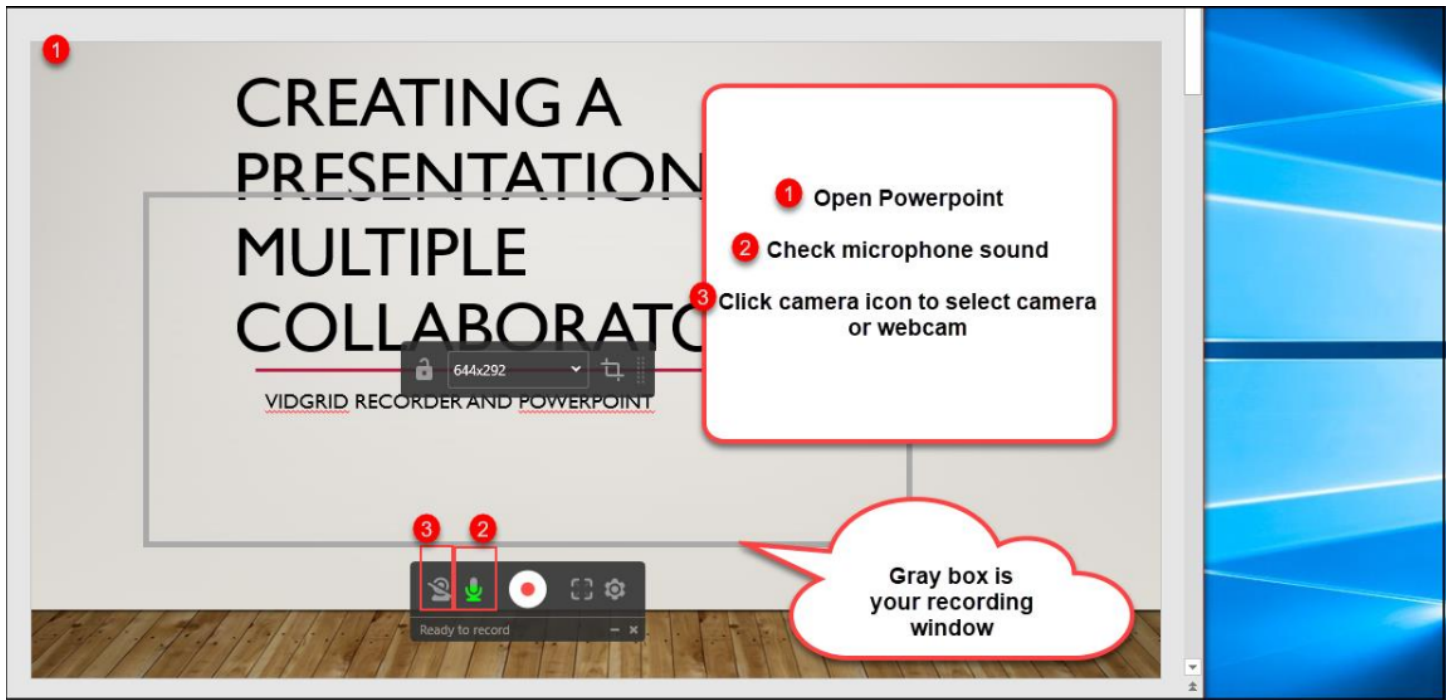 1
CREATING A
PRESENTATION
MULTIPLE
COLLABORATO
644x292
VIDGRID RECORDER AND POWERPOINT
1 Open Powerpoint
2 Check microphone sound
3 Click camera icon to select camera
or webcam
3 2
Ready to record
Gray box is
your recording
window